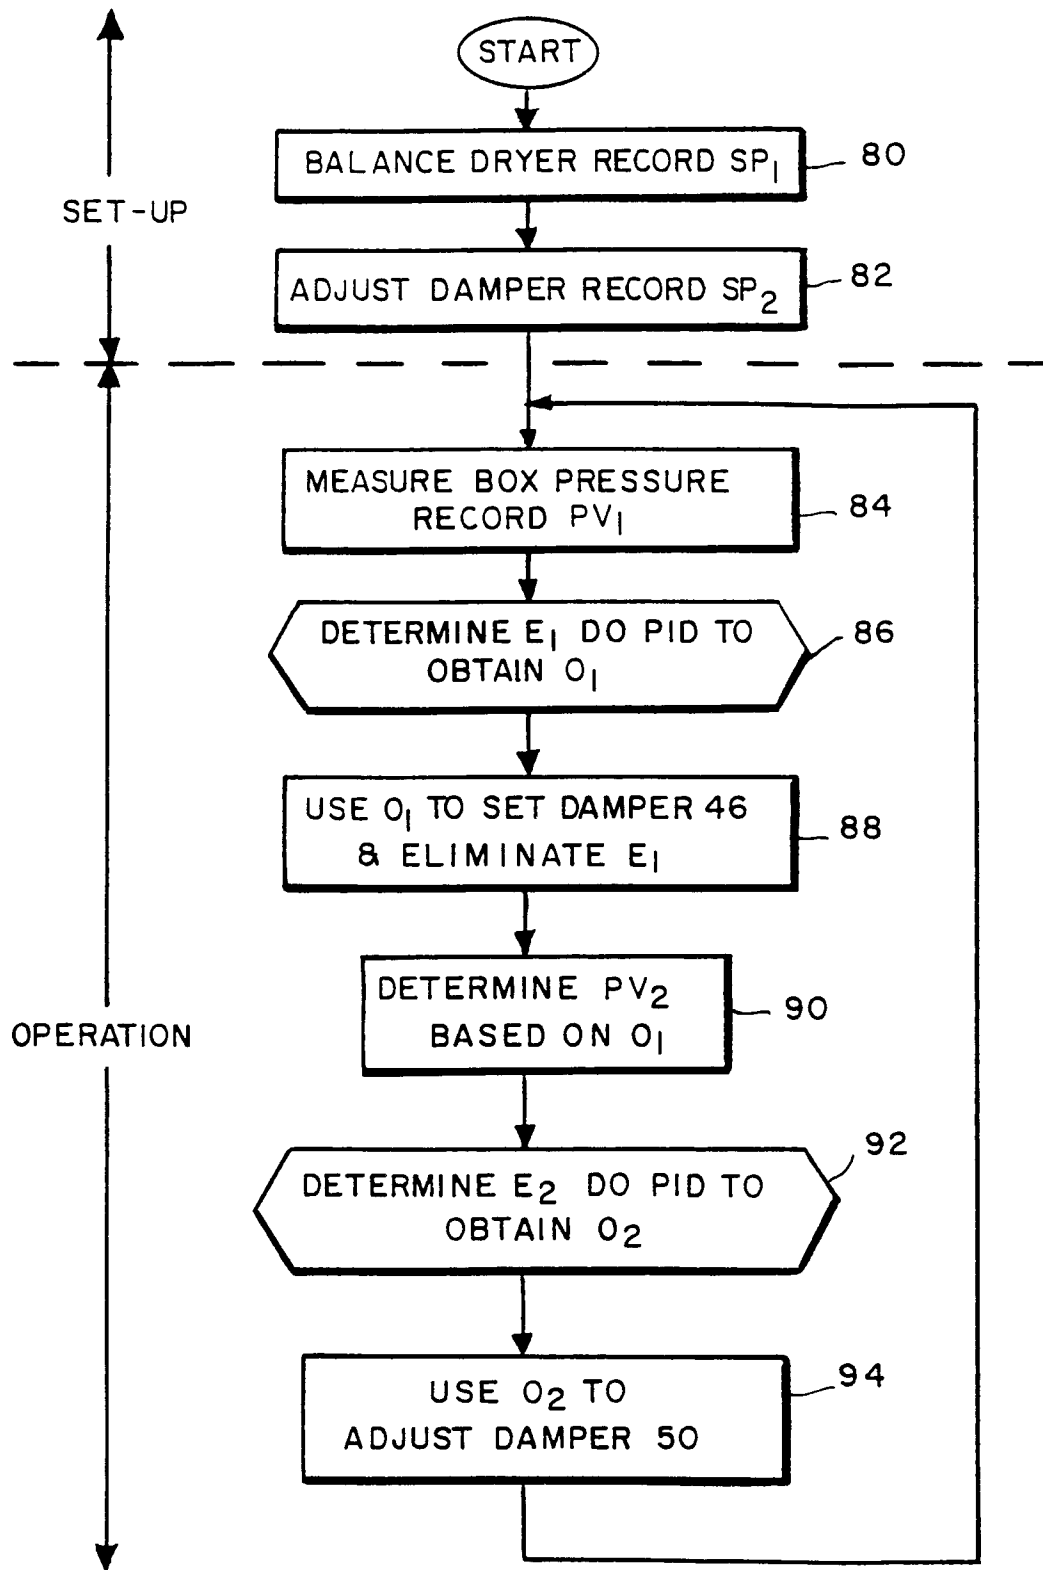 START
BALANCE DRYER RECORD SP₁
80
SET-UP
ADJUST DAMPER RECORD SP₂
82
MEASURE BOX PRESSURE
RECORD PV₁
84
DETERMINE E₁ DO PID TO
OBTAIN O₁
86
USE O₁ TO SET DAMPER 46
& ELIMINATE E₁
88
DETERMINE PV₂
BASED ON O₁
90
OPERATION
DETERMINE E₂ DO PID TO
OBTAIN O₂
92
USE O₂ TO
ADJUST DAMPER 50
94